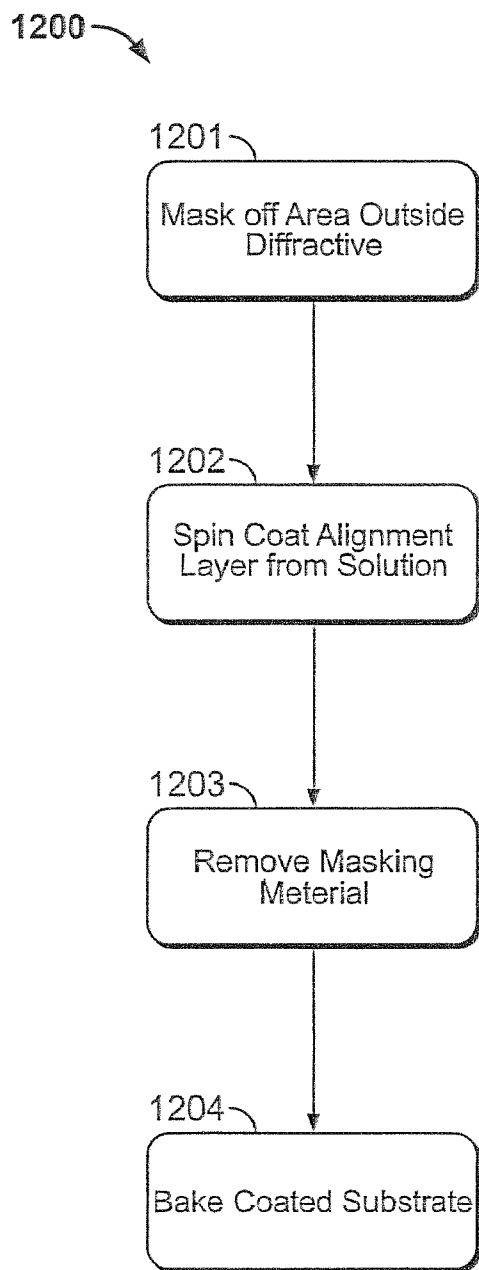 1200
1201
Mask off Area Outside
Diffractive
1202
Spin Coat Alignment
Layer from Solution
1203
Remove Masking
Meterial
1204
Bake Coated Substrate